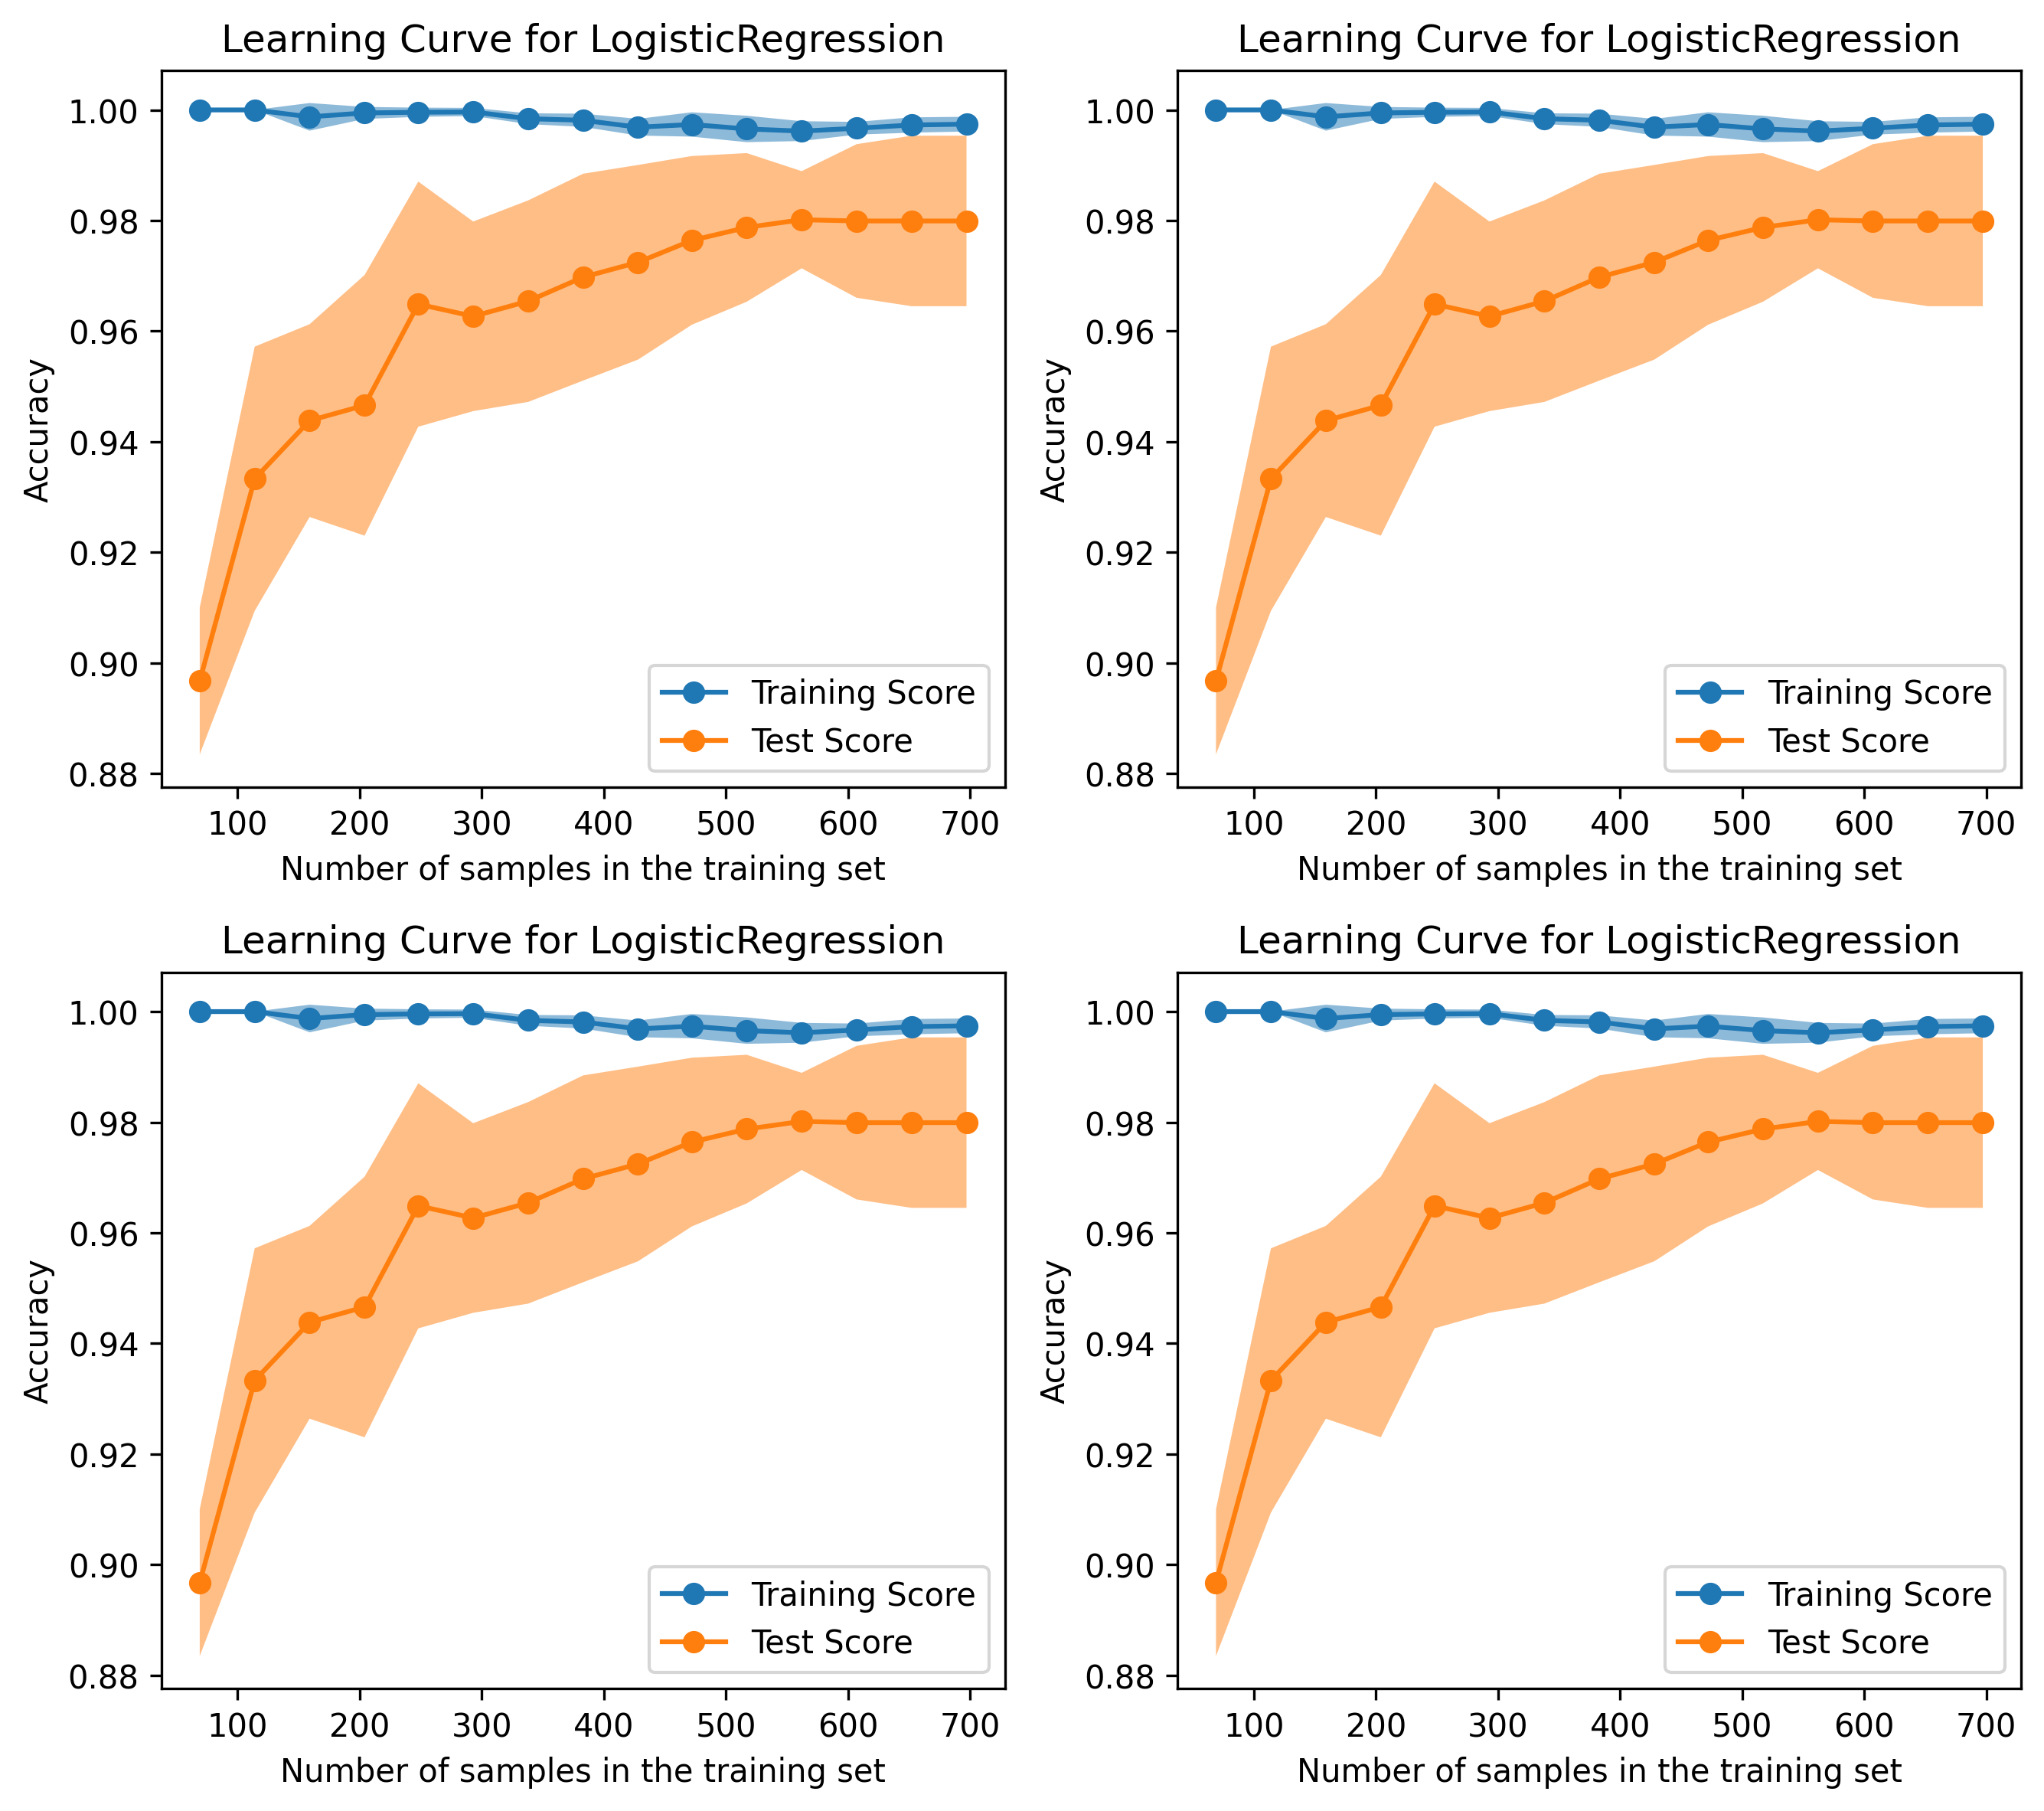 Learning Curve for LogisticRegression
1.00
0.98
0.96
0.94
0.92
0.90
0.88
Accuracy
Training Score
Test Score
100 200 300 400 500 600 700
Number of samples in the training set
Learning Curve for LogisticRegression
1.00
0.98
0.96
0.94
0.92
0.90
0.88
Accuracy
Training Score
Test Score
100 200 300 400 500 600 700
Number of samples in the training set
Learning Curve for LogisticRegression
1.00
0.98
0.96
0.94
0.92
0.90
0.88
Accuracy
Training Score
Test Score
100 200 300 400 500 600 700
Number of samples in the training set
Learning Curve for LogisticRegression
1.00
0.98
0.96
0.94
0.92
0.90
0.88
Accuracy
Training Score
Test Score
100 200 300 400 500 600 700
Number of samples in the training set